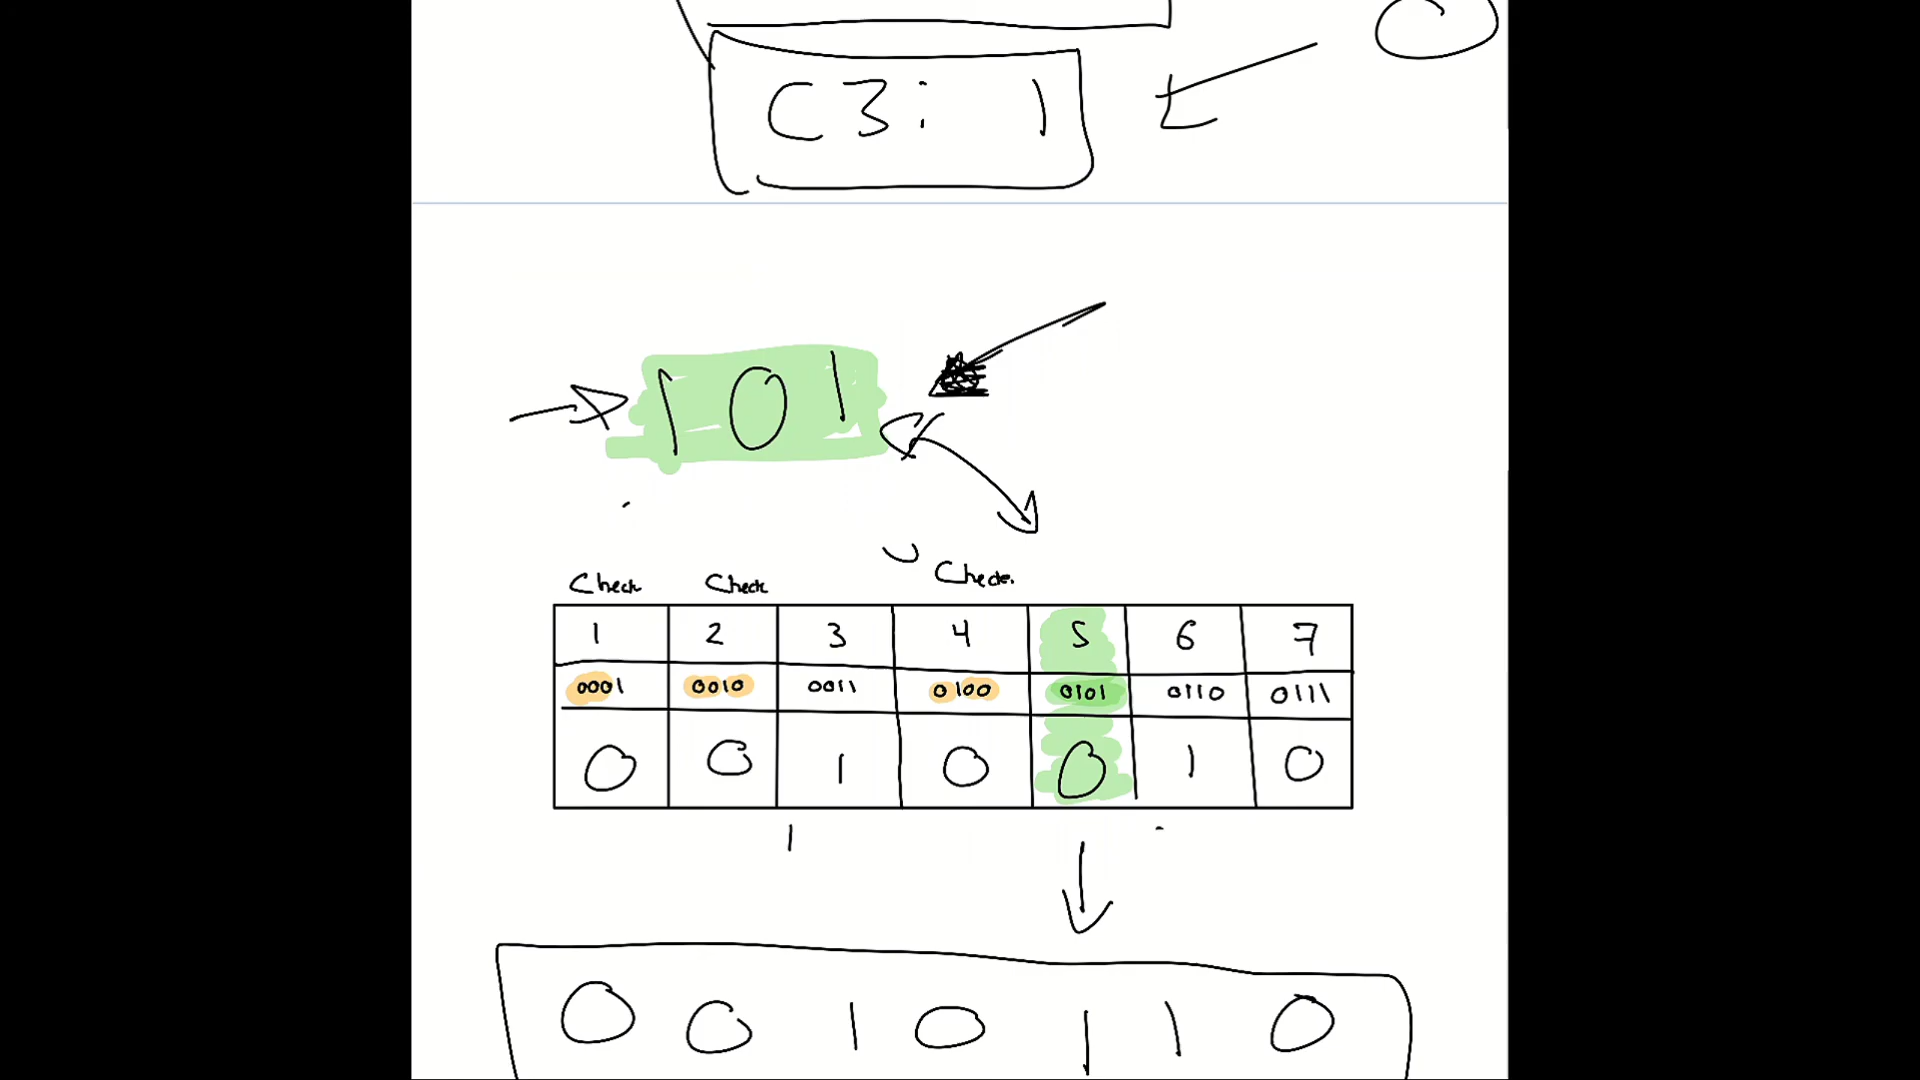 C3: 1
101
Check Check Check
1 2 3 4 5 6 7
0001 0010 0011 0100 0101 0110 0111
0 0 1 0 0 1 0
0 0 1 0 1 1 0